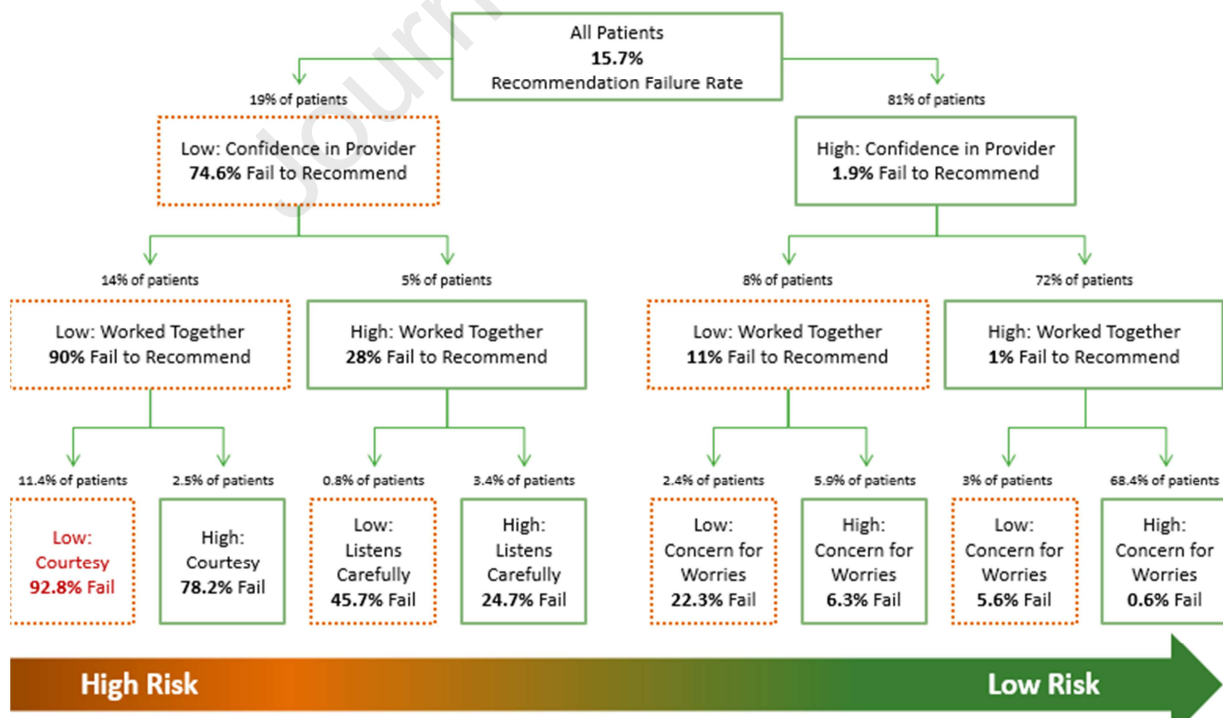 Journ
All Patients
15.7%
Recommendation Failure Rate
19% of patients
81% of patients
Low: Confidence in Provider
74.6% Fail to Recommend
High: Confidence in Provider
1.9% Fail to Recommend
14% of patients
5% of patients
8% of patients
72% of patients
Low: Worked Together
90% Fail to Recommend
High: Worked Together
28% Fail to Recommend
Low: Worked Together
11% Fail to Recommend
High: Worked Together
1% Fail to Recommend
11.4% of patients
2.5% of patients
0.8% of patients
3.4% of patients
2.4% of patients
5.9% of patients
3% of patients
68.4% of patients
Low:
Courtesy
92.8% Fail
High:
Courtesy
78.2% Fail
Low:
Listens
Carefully
45.7% Fail
High:
Listens
Carefully
24.7% Fail
Low:
Concern for
Worries
22.3% Fail
High:
Concern for
Worries
6.3% Fail
Low:
Concern for
Worries
5.6% Fail
High:
Concern for
Worries
0.6% Fail
High Risk
Low Risk